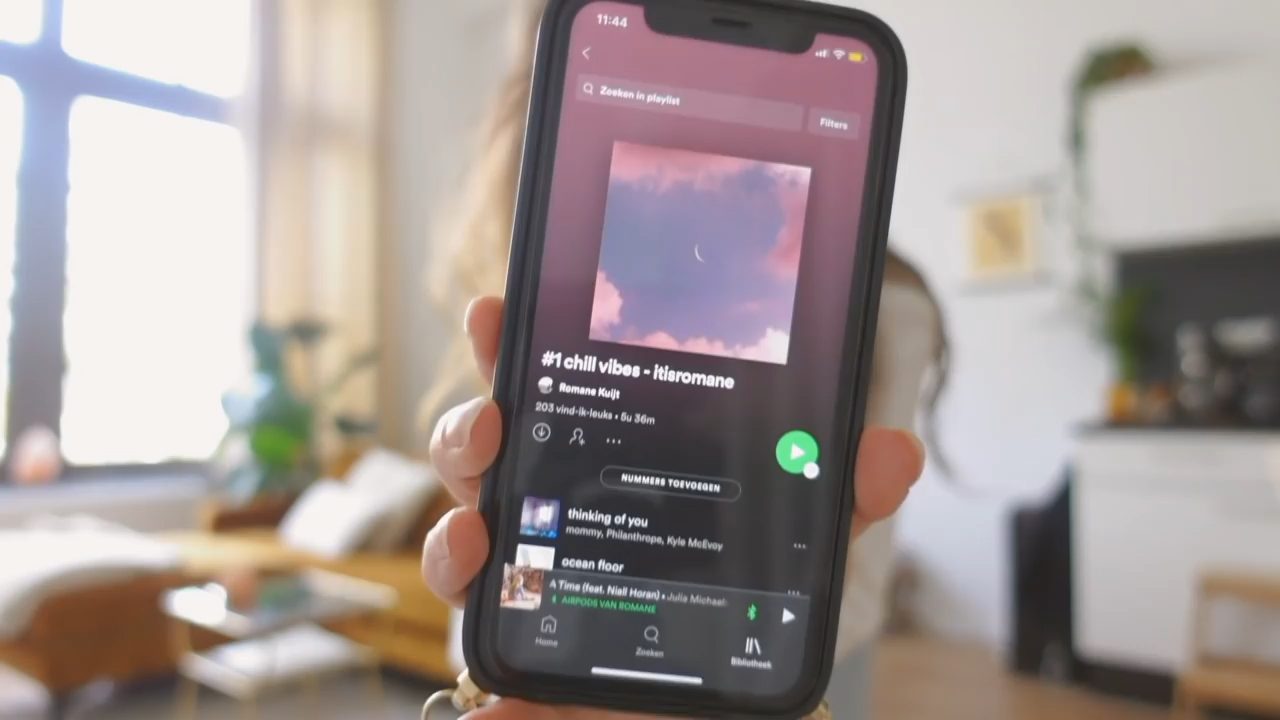 11:44
Zoeken in playlist
Filters
#1 chill vibes - itisromane
Romane Kuijt
203 vind-ik-leuks • 5u 36m
NUMMERS TOEVOEGEN
thinking of you
mommy, Philanthrope, Kyle McEvoy
ocean floor
A Time (feat. Niall Horan) • Julia Michael
AIRPODS VAN ROMANE
Home
Zoeken
Bibliotheek